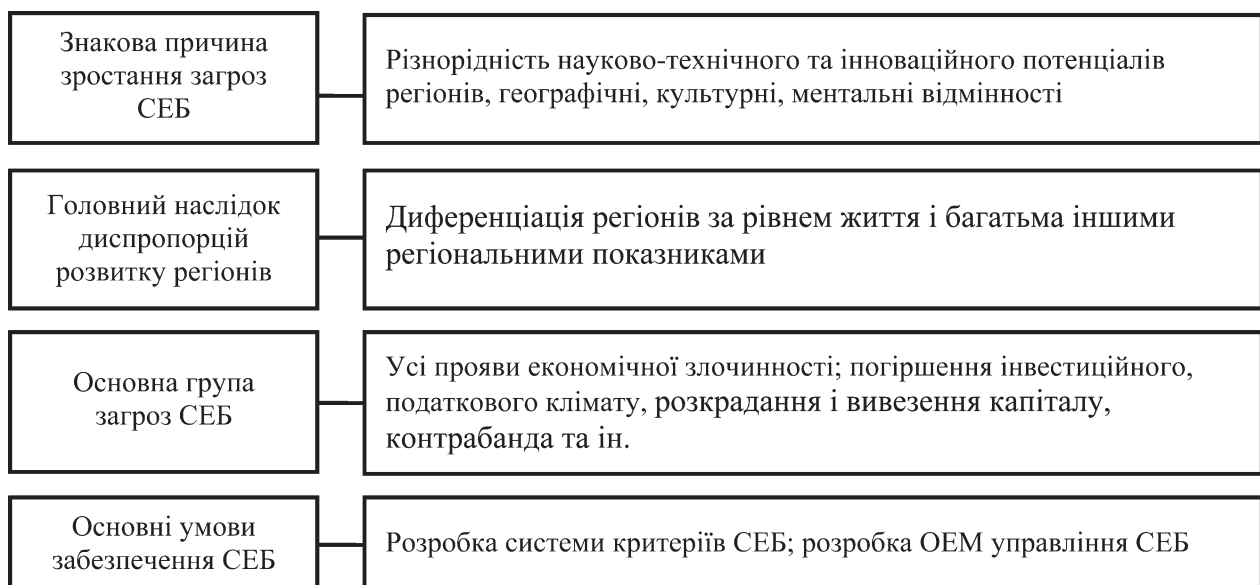 Знакова причина
зростання загроз
СЕБ
Різнорідність науково-технічного та інноваційного потенціалів
регіонів, географічні, культурні, ментальні відмінності
Головний наслідок
диспропорцій
розвитку регіонів
Диференціація регіонів за рівнем життя і багатьма іншими
регіональними показниками
Основна група
загроз СЕБ
Усі прояви економічної злочинності; погіршення інвестиційного,
податкового клімату, розкрадання і вивезення капіталу,
контрабанда та ін.
Основні умови
забезпечення СЕБ
Розробка системи критеріїв СЕБ; розробка ОЕМ управління СЕБ